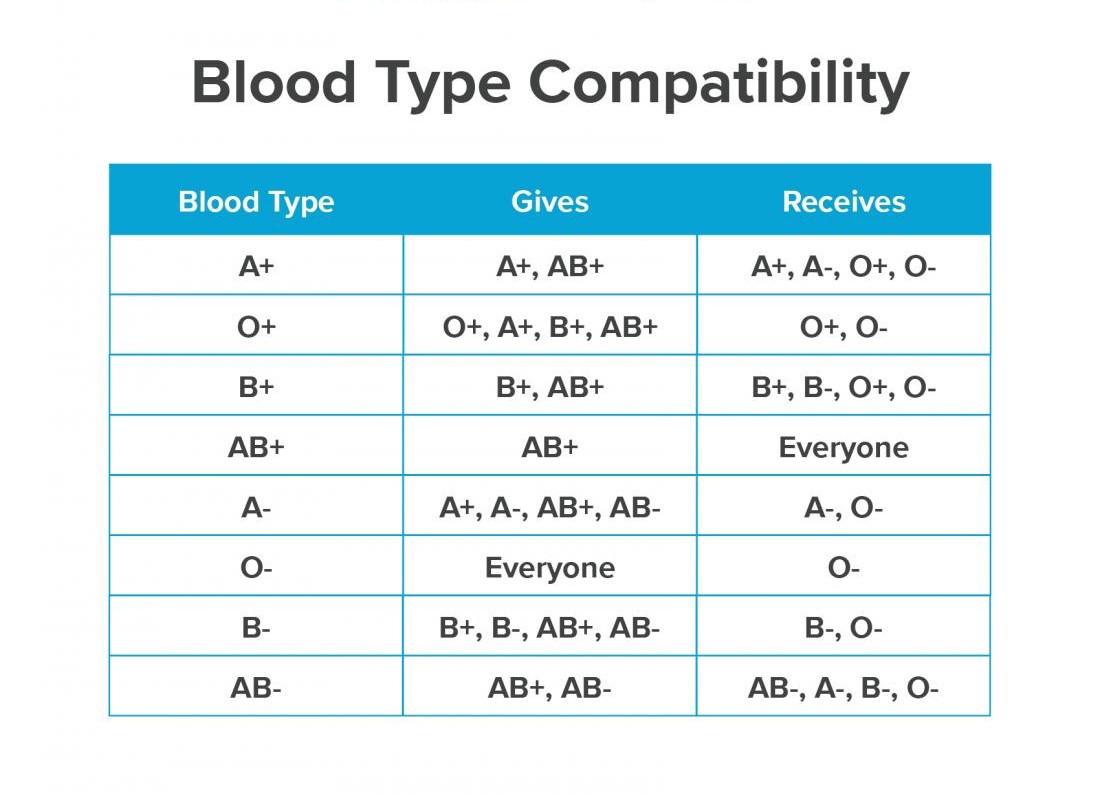 Blood Type Compatibility
Blood Type Gives Receives
A+ A+, AB+ A+, A-, O+, O-
O+ O+, A+, B+, AB+ O+, O-
B+ B+, AB+ B+, B-, O+, O-
AB+ AB+ Everyone
A- A+, A-, AB+, AB- A-, O-
O- Everyone O-
B- B+, B-, AB+, AB- B-, O-
AB- AB+, AB- AB-, A-, B-, O-